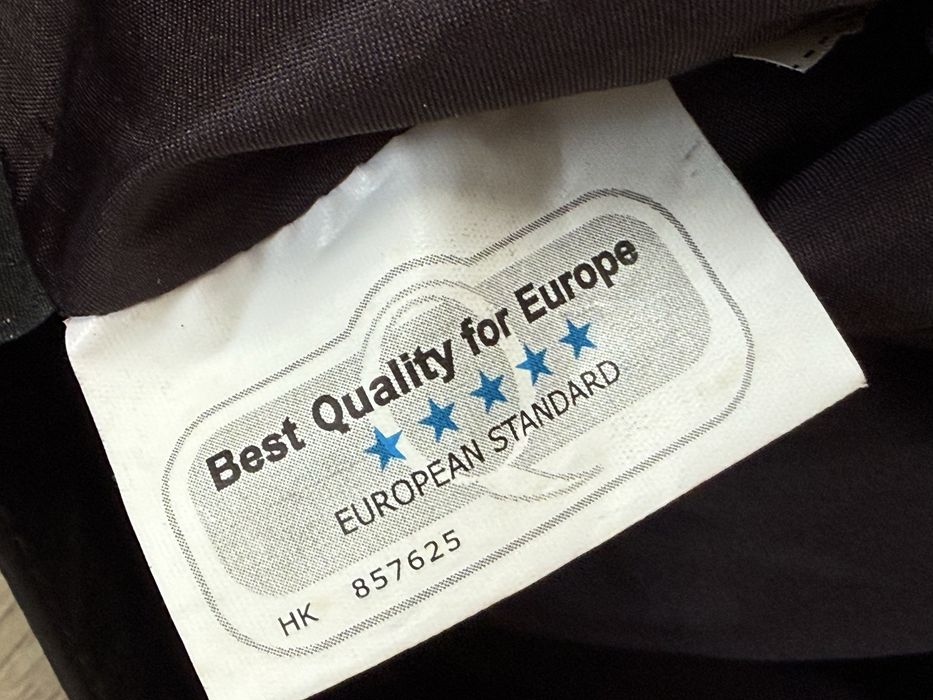 Best Quality for Europe
EUROPEAN STANDARD
HK 857625